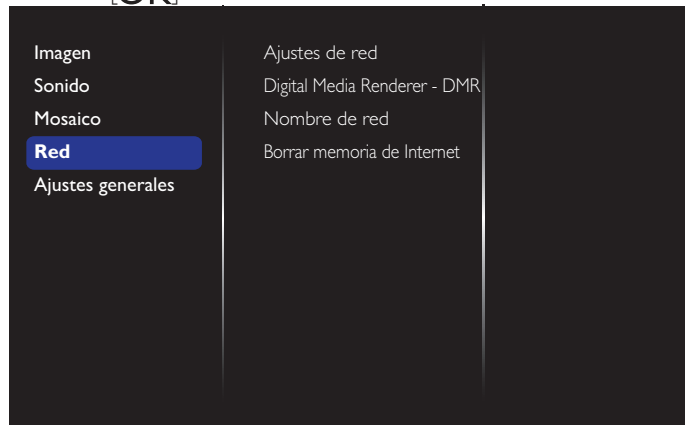 [OK]
Imagen
Sonido
Mosaico
Red
Ajustes generales
Ajustes de red
Digital Media Renderer - DMR
Nombre de red
Borrar memoria de Internet